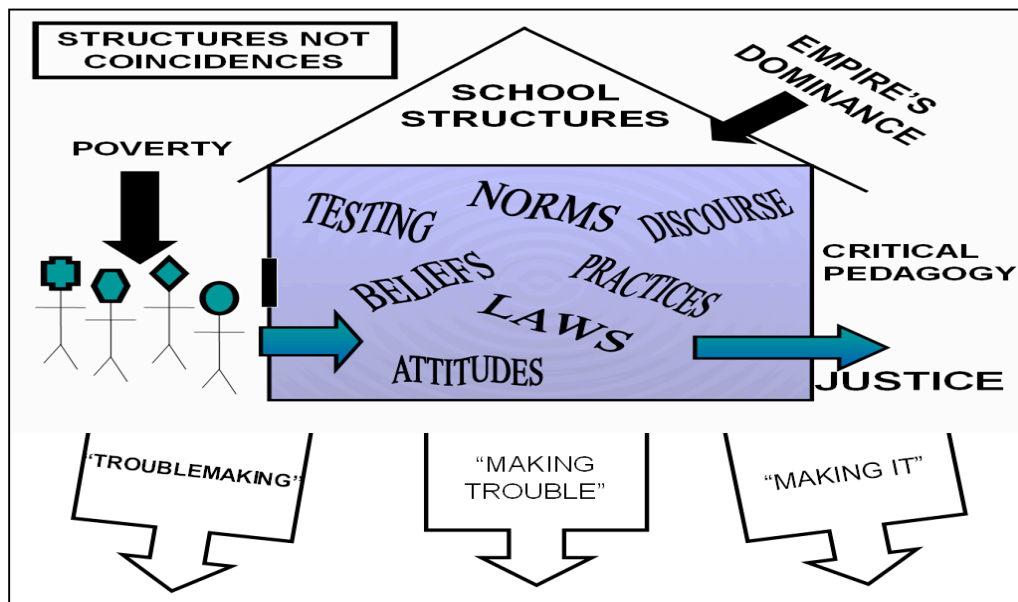 STRUCTURES NOT
COINCIDENCES
SCHOOL
STRUCTURES
EMPIRE’S
DOMINANCE
POVERTY
TESTING
NORMS
DISCOURSE
BELIEFS
PRACTICES
LAWS
ATTITUDES
CRITICAL
PEDAGOGY
JUSTICE
“TROUBLEMAKING”
“MAKING
TROUBLE”
“MAKING IT”